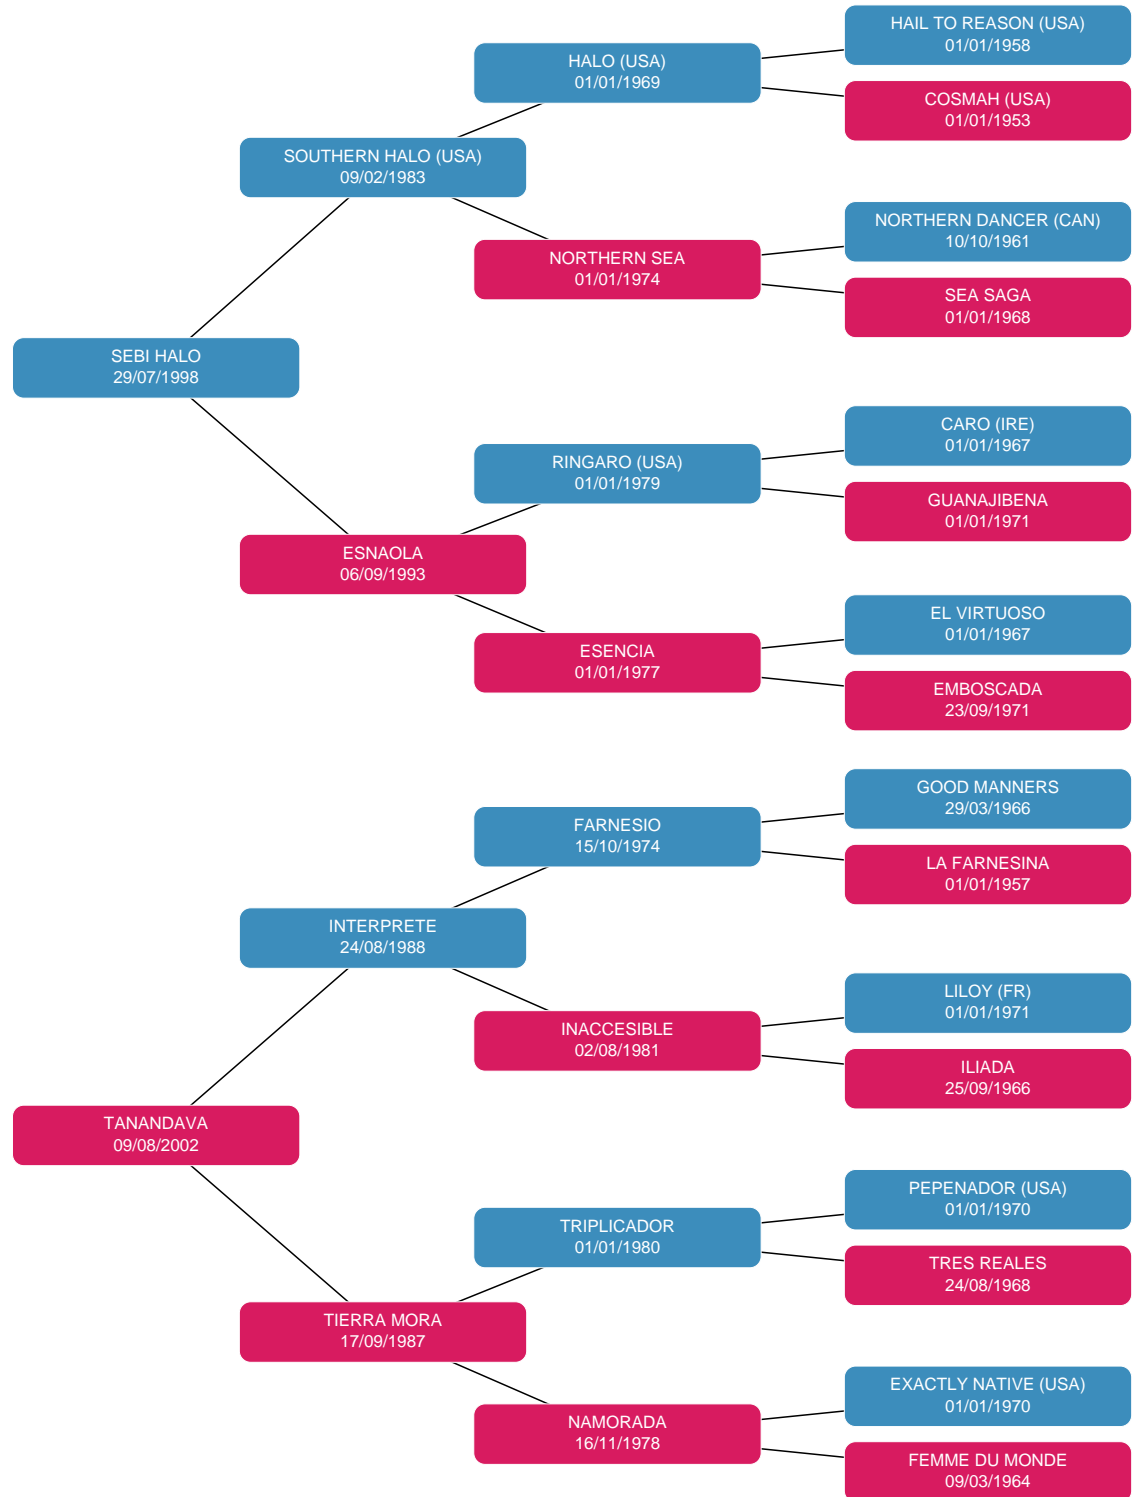 HAIL TO REASON (USA)
01/01/1958
HALO (USA)
01/01/1969
COSMAH (USA)
01/01/1953
SOUTHERN HALO (USA)
09/02/1983
NORTHERN DANCER (CAN)
10/10/1961
NORTHERN SEA
01/01/1974
SEA SAGA
01/01/1968
SEBI HALO
29/07/1998
CARO (IRE)
01/01/1967
RINGARO (USA)
01/01/1979
GUANAJIBENA
01/01/1971
ESNAOLA
06/09/1993
EL VIRTUOSO
01/01/1967
ESENCIA
01/01/1977
EMBOSCADA
23/09/1971
GOOD MANNERS
29/03/1966
FARNESIO
15/10/1974
LA FARNESINA
01/01/1957
INTERPRETE
24/08/1988
LILOY (FR)
01/01/1971
INACCESIBLE
02/08/1981
ILIADA
25/09/1966
TANANDAVA
09/08/2002
PEPENADOR (USA)
01/01/1970
TRIPLICADOR
01/01/1980
TRES REALES
24/08/1968
TIERRA MORA
17/09/1987
EXACTLY NATIVE (USA)
01/01/1970
NAMORADA
16/11/1978
FEMME DU MONDE
09/03/1964